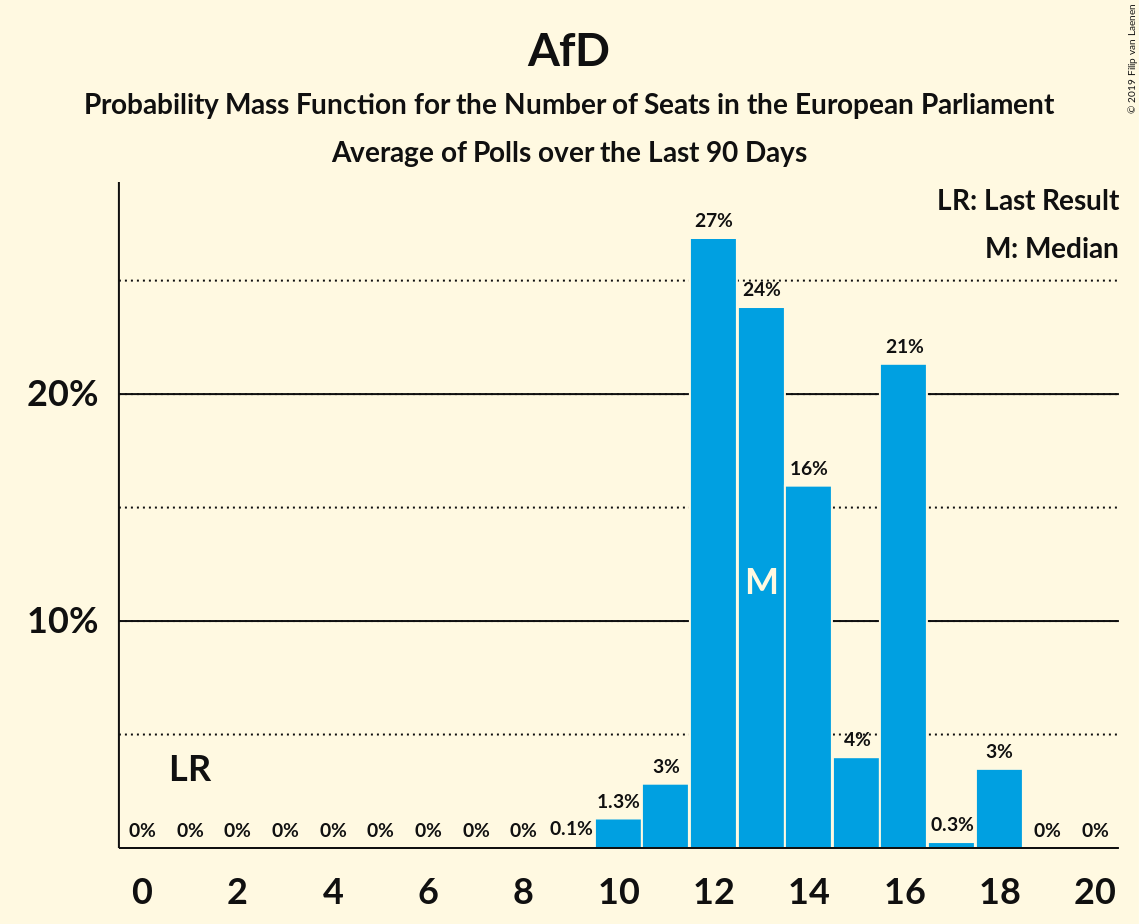 AfD
Probability Mass Function for the Number of Seats in the European Parliament
Average of Polls over the Last 90 Days
© 2019 Filip van Laenen
LR: Last Result
M: Median
27%
24%
21%
20%
16%
M
10%
LR
4%
3%
3%
1.3%
0% 0% 0% 0% 0% 0% 0% 0% 0% 0.1% 0.3% 0% 0%
0 2 4 6 8 10 12 14 16 18 20